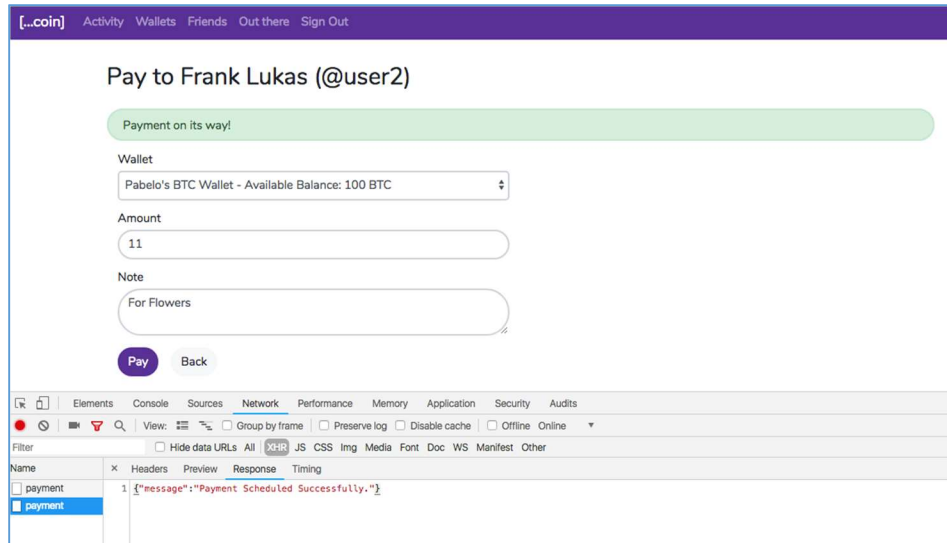 [...coin] Activity Wallets Friends Out there Sign Out
Pay to Frank Lukas (@user2)
Payment on its way!
Wallet
Pabelo's BTC Wallet - Available Balance: 100 BTC
Amount
11
Note
For Flowers
Pay Back
Elements Console Sources Network Performance Memory Application Security Audits
View: Group by frame Preserve log Disable cache Offline Online
Filter Hide data URLs All XHR JS CSS Img Media Font Doc WS Manifest Other
Name × Headers Preview Response Timing
payment 1 {"message":"Payment Scheduled Successfully."}
payment